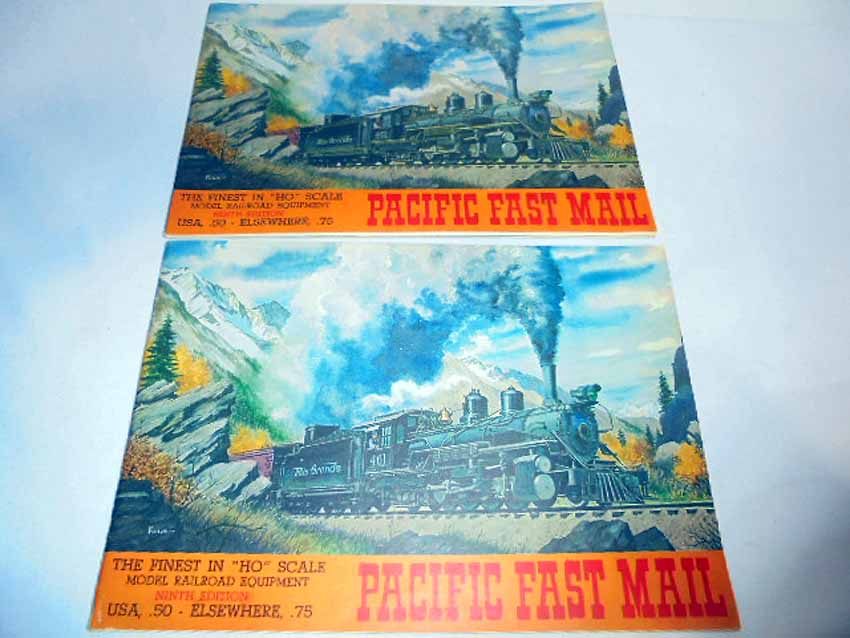 THE FINEST IN "HO" SCALE
MODEL RAILROAD EQUIPMENT
NINTH EDITION
USA, .50 - ELSEWHERE, .75
PACIFIC FAST MAIL
Rio Grande
461
THE FINEST IN "HO" SCALE
MODEL RAILROAD EQUIPMENT
NINTH EDITION
USA, .50 - ELSEWHERE, .75
PACIFIC FAST MAIL